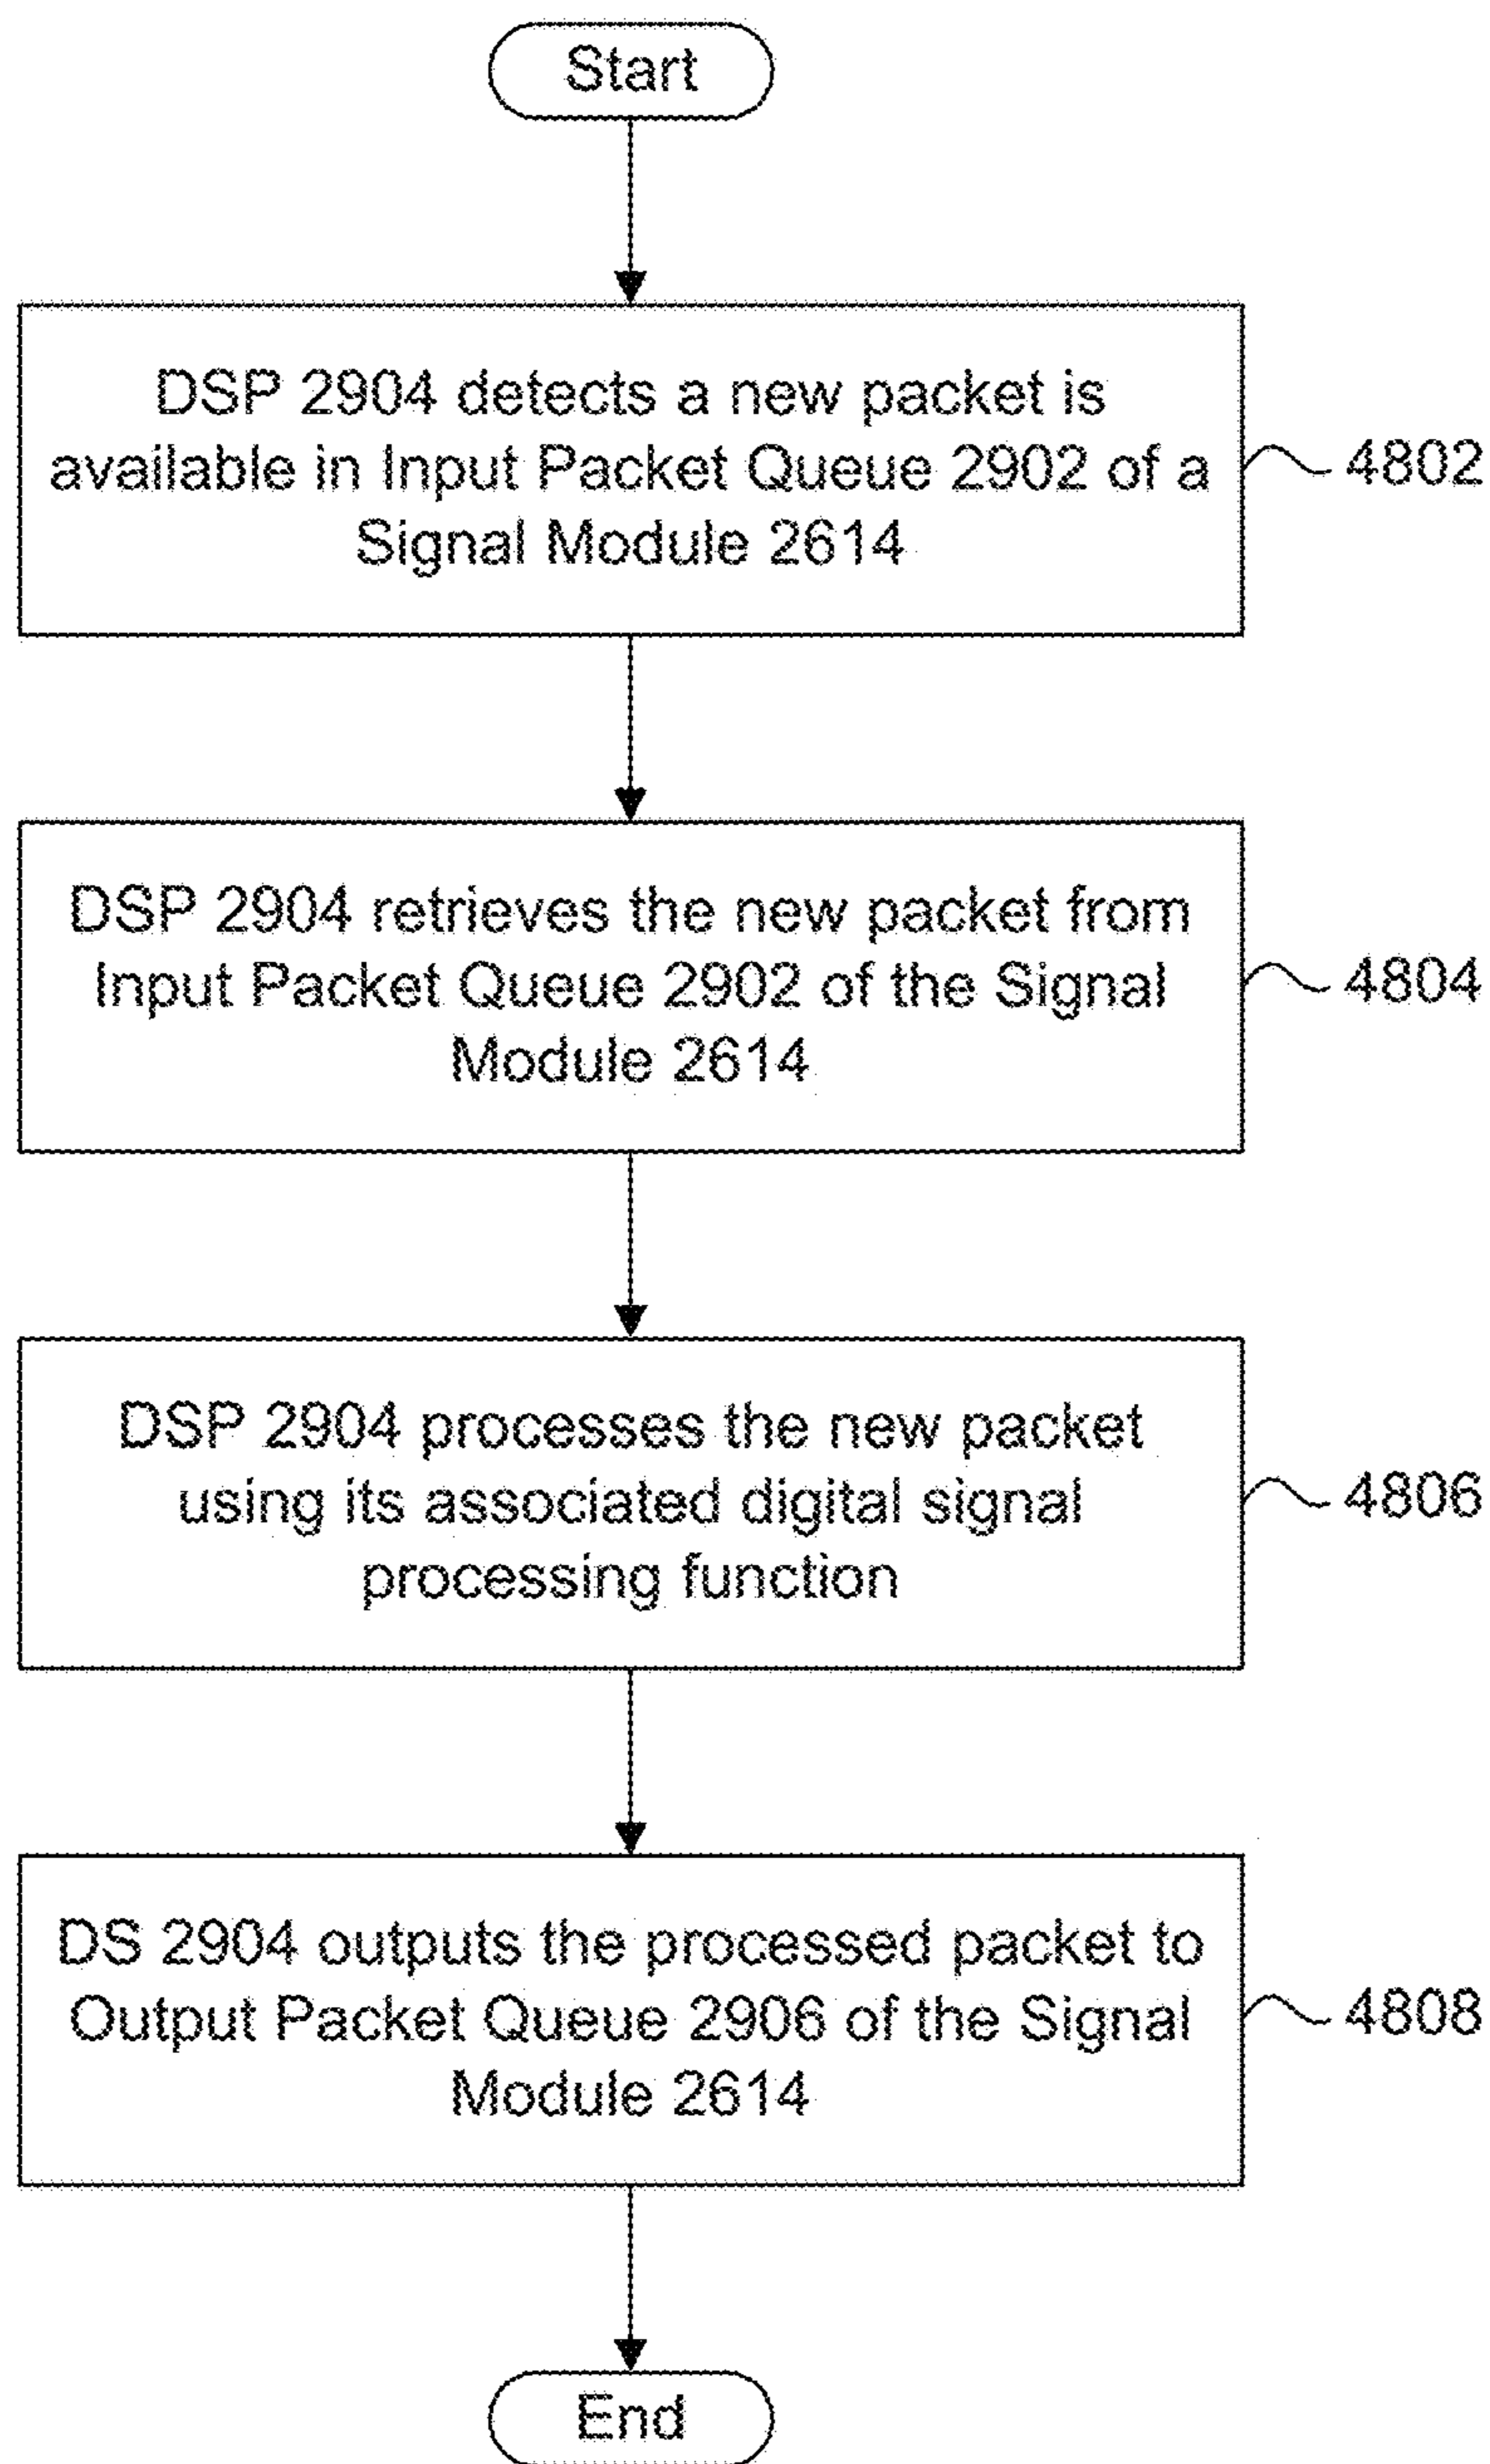 Start
DSP 2904 detects a new packet is
available in Input Packet Queue 2902 of a
Signal Module 2614
4802
DSP 2904 retrieves the new packet from
Input Packet Queue 2902 of the Signal
Module 2614
4804
DSP 2904 processes the new packet
using its associated digital signal
processing function
4806
DS 2904 outputs the processed packet to
Output Packet Queue 2906 of the Signal
Module 2614
4808
End